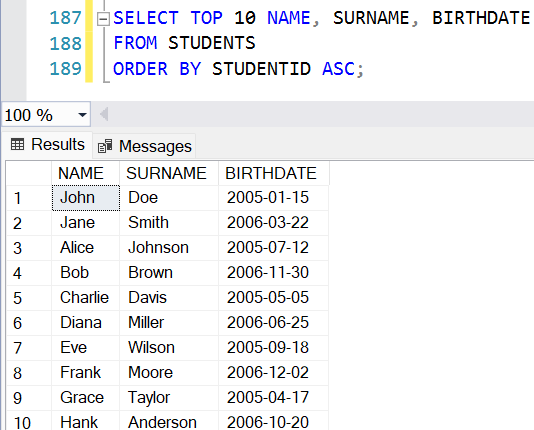 187 SELECT TOP 10 NAME, SURNAME, BIRTHDATE
188 FROM STUDENTS
189 ORDER BY STUDENTID ASC;
100 %
Results Messages
NAME SURNAME BIRTHDATE
1 John Doe 2005-01-15
2 Jane Smith 2006-03-22
3 Alice Johnson 2005-07-12
4 Bob Brown 2006-11-30
5 Charlie Davis 2005-05-05
6 Diana Miller 2006-06-25
7 Eve Wilson 2005-09-18
8 Frank Moore 2006-12-02
9 Grace Taylor 2005-04-17
10 Hank Anderson 2006-10-20